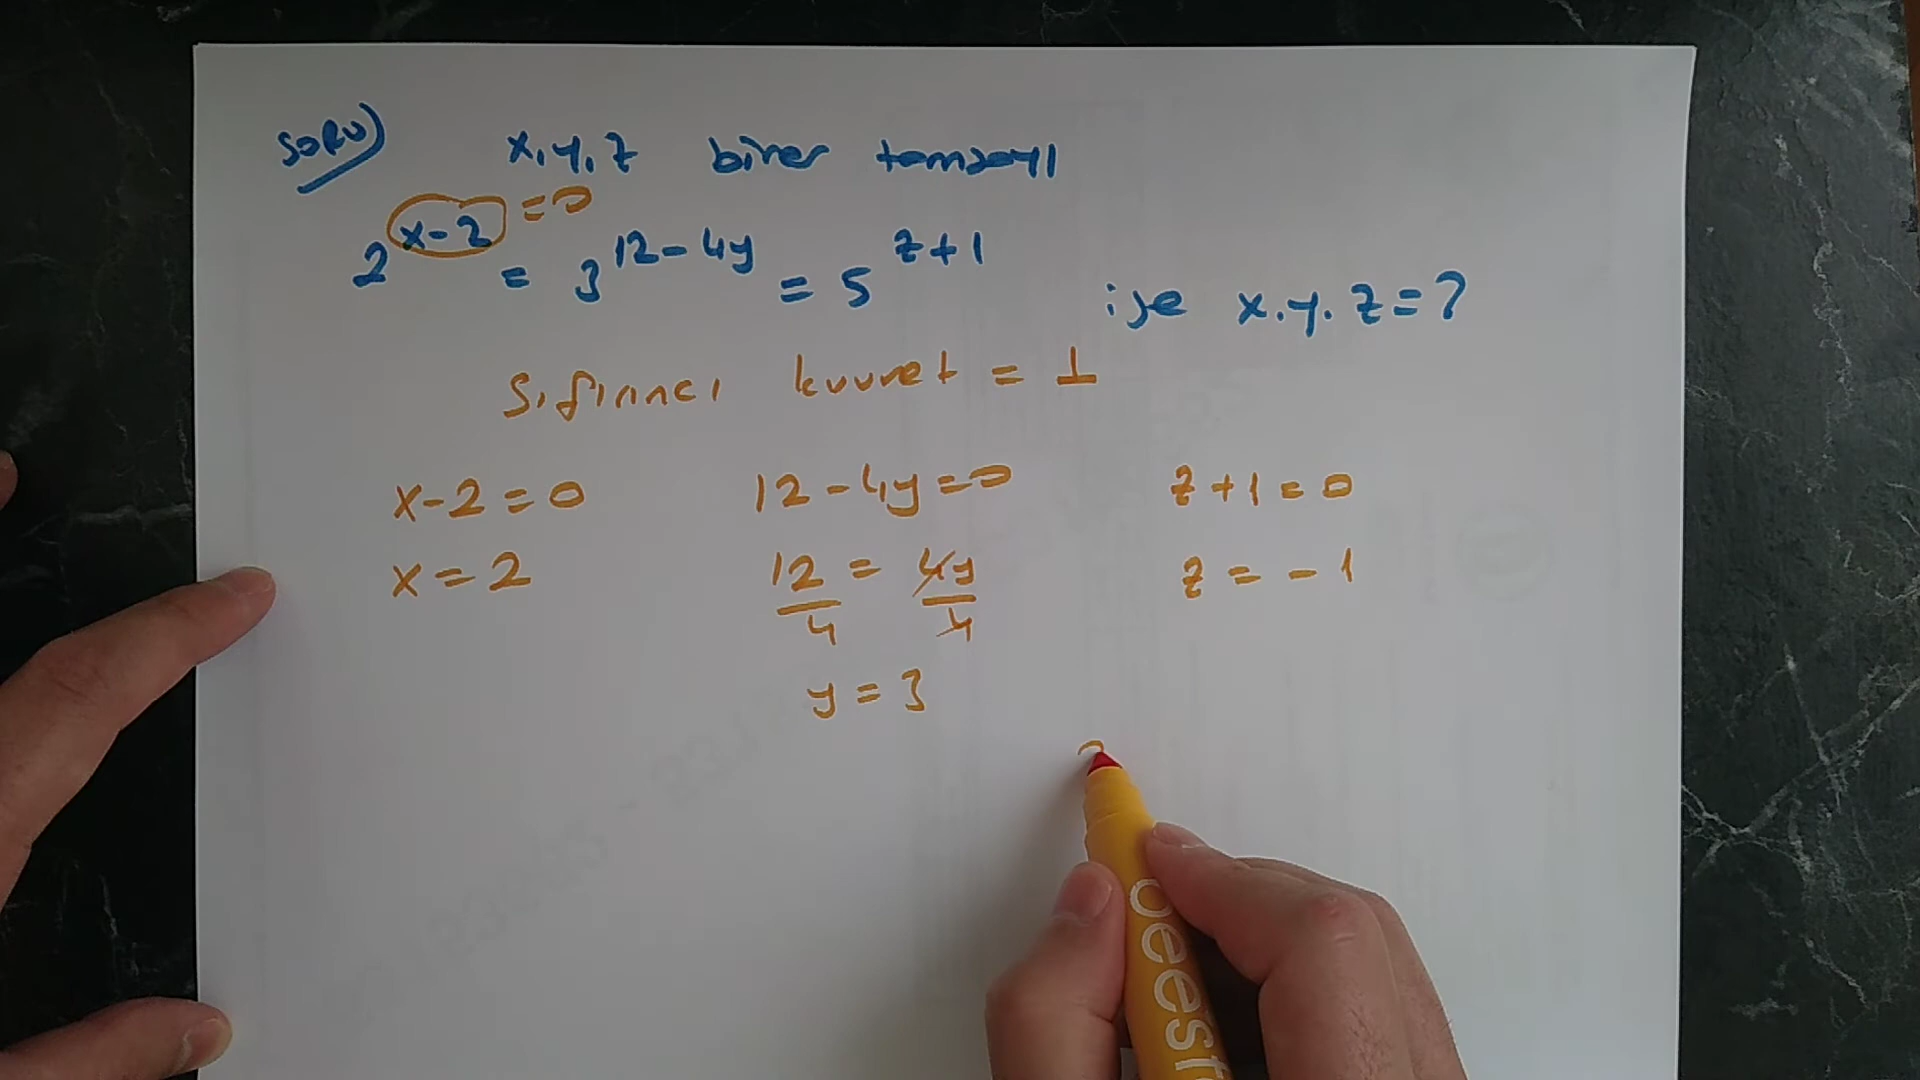 SORU) x, y, z birer tamsayı
2^(x-2) = 3^(12-4y) = 5^(z+1) ise x.y.z=?
=0
Sıfırıncı kuvvet = 1
x-2=0 12-4y=0 z+1=0
x=2 12/4 = 4y/4 z = -1
y=3
beest